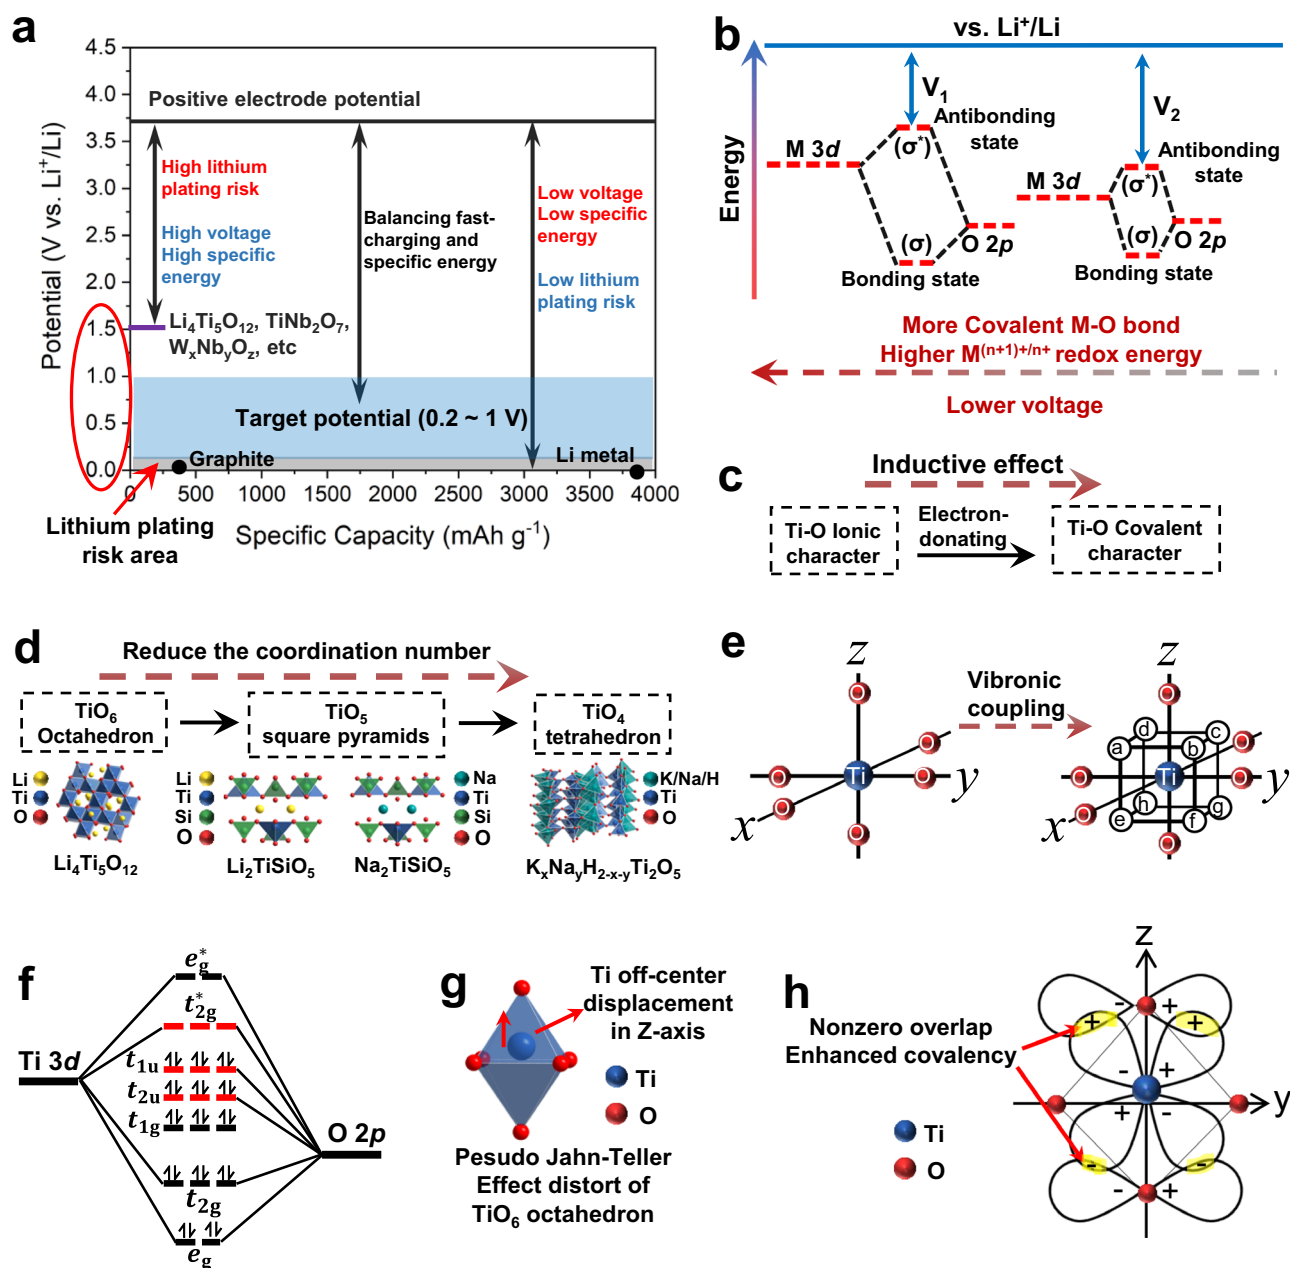 a
4.5
4.0
3.5
3.0
2.5
2.0
1.5
1.0
0.5
0.0
Potential (V vs. Li⁺/Li)
Positive electrode potential
High lithium
plating risk
High voltage
High specific
energy
Balancing fast-
charging and
specific energy
Low voltage
Low specific
energy
Low lithium
plating risk
Li₄Ti₅O₁₂, TiNb₂O₇,
WₓNbᵧO_z, etc
Target potential (0.2 ~ 1 V)
Graphite
Li metal
0 500 1000 1500 2000 2500 3000 3500 4000
Specific Capacity (mAh g⁻¹)
Lithium plating
risk area
b
vs. Li⁺/Li
Energy
V₁
V₂
Antibonding
state
M 3d
(σ*)
(σ)
O 2p
Bonding state
Antibonding
state
M 3d
(σ*)
(σ)
O 2p
Bonding state
More Covalent M-O bond
Higher M⁽ⁿ⁺¹⁾⁺/ⁿ⁺ redox energy
Lower voltage
c
Inductive effect
Ti-O Ionic
character
Electron-
donating
Ti-O Covalent
character
d
Reduce the coordination number
TiO₆
Octahedron
TiO₅
square pyramids
TiO₄
tetrahedron
Li
Ti
O
Li₄Ti₅O₁₂
Li
Ti
Si
O
Li₂TiSiO₅
Na
Ti
Si
O
Na₂TiSiO₅
K/Na/H
Ti
O
KₓNaᵧH₂₋ₓ₋ᵧTi₂O₅
e
z
O
O
O
Ti
O
O
O
y
x
Vibronic
coupling
z
O
O
O
Ti
O
O
O
y
x
a
b
c
d
e
f
g
h
f
e*g
t*2g
Ti 3d
t1u
t2u
t1g
O 2p
t2g
eg
g
Ti off-center
displacement
in Z-axis
Ti
O
Pesudo Jahn-Teller
Effect distort of
TiO₆ octahedron
h
Z
y
Nonzero overlap
Enhanced covalency
Ti
O
- +
+ +
- +
+ -
- -
- +